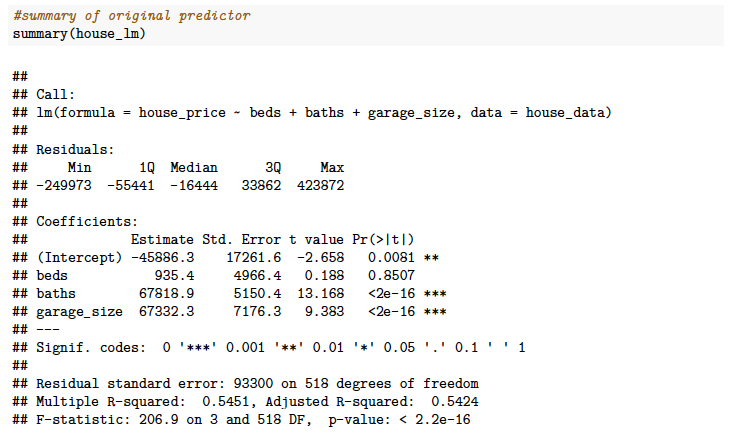 #summary of original predictor
summary(house_lm)
##
## Call:
## lm(formula = house_price ~ beds + baths + garage_size, data = house_data)
##
## Residuals:
##     Min      1Q  Median      3Q     Max
## -249973  -55441  -16444   33862  423872
##
## Coefficients:
##             Estimate Std. Error t value Pr(>|t|)
## (Intercept) -45886.3    17261.6  -2.658   0.0081 **
## beds           935.4     4966.4   0.188   0.8507
## baths        67818.9     5150.4  13.168   <2e-16 ***
## garage_size  67332.3     7176.3   9.383   <2e-16 ***
## ---
## Signif. codes:  0 '***' 0.001 '**' 0.01 '*' 0.05 '.' 0.1 ' ' 1
##
## Residual standard error: 93300 on 518 degrees of freedom
## Multiple R-squared:  0.5451, Adjusted R-squared:  0.5424
## F-statistic: 206.9 on 3 and 518 DF,  p-value: < 2.2e-16